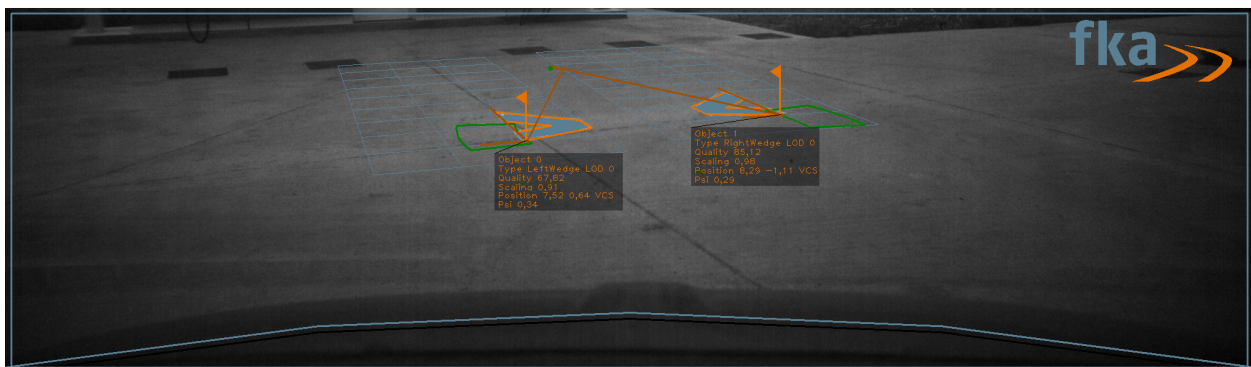 fka
Object 0
Type LeftWedge LOD 0
Quality 67,82
Scaling 0,91
Position 7,52 0,64 VCS
Psi 0,34
Object 1
Type RightWedge LOD 0
Quality 85,12
Scaling 0,98
Position 8,29 -1,11 VCS
Psi 0,29